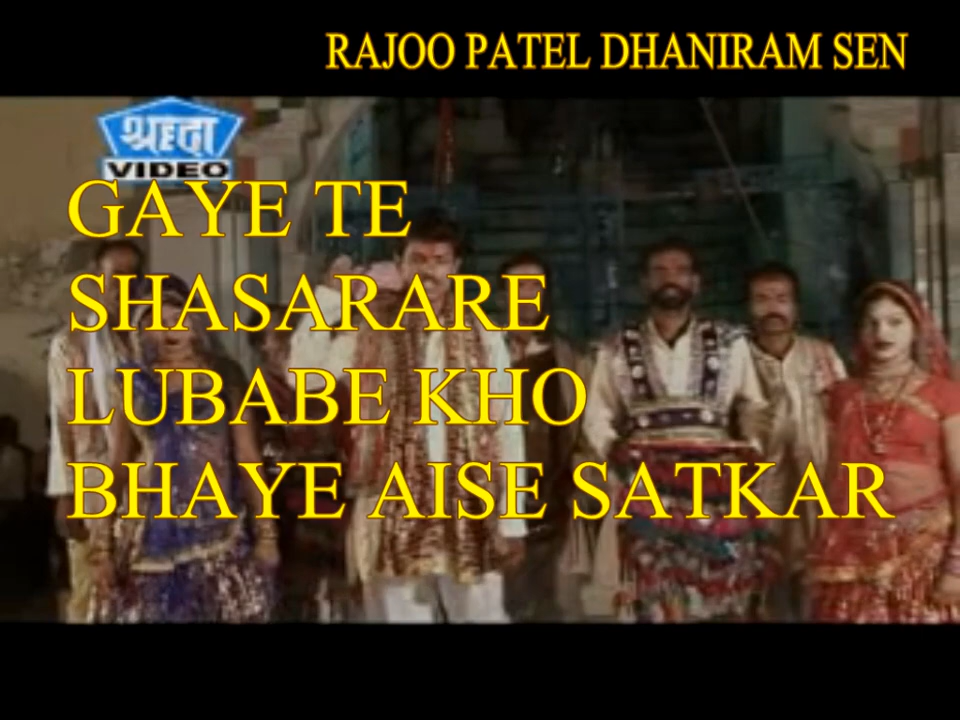 RAJOO PATEL DHANIRAM SEN
श्रद्दा
VIDEO
GAYE TE
SHASARARE
LUBABE KHO
BHAYE AISE SATKAR